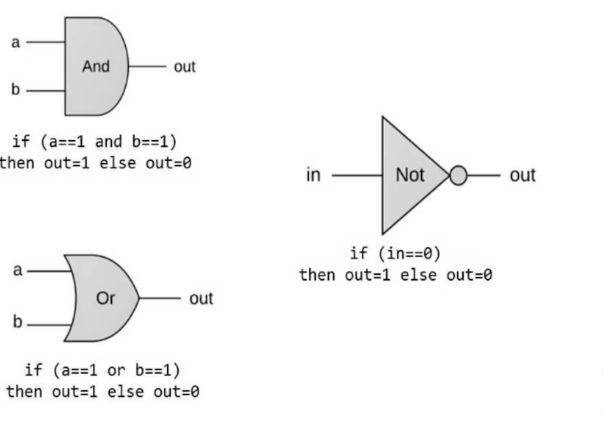 a
And
out
b
if (a==1 and b==1)
then out=1 else out=0
in
Not
out
if (in==0)
then out=1 else out=0
a
Or
out
b
if (a==1 or b==1)
then out=1 else out=0